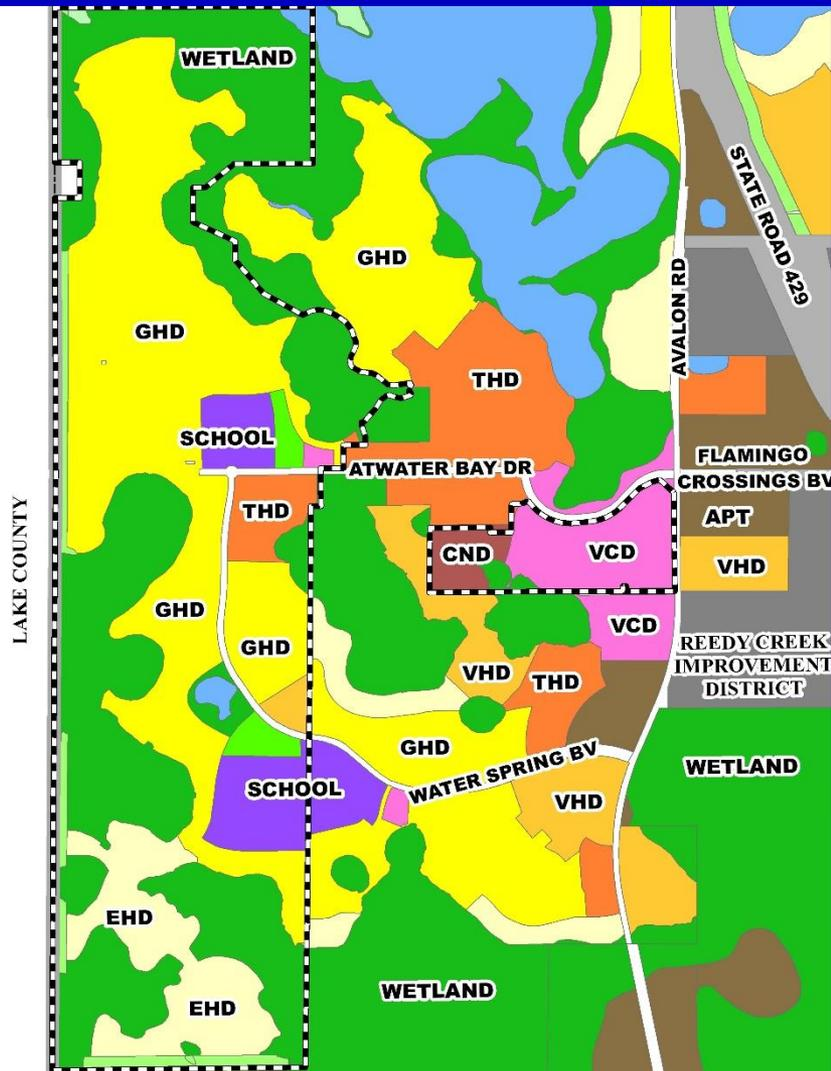 WETLAND
STATE ROAD 429
GHD
AVALON RD
GHD
THD
SCHOOL
FLAMINGO
ATWATER BAY DR
CROSSINGS BV
THD
APT
CND
VCD
VHD
LAKE COUNTY
GHD
VCD
GHD
REEDY CREEK
IMPROVEMENT
DISTRICT
VHD
THD
GHD
WATER SPRING BV
WETLAND
SCHOOL
VHD
EHD
WETLAND
EHD